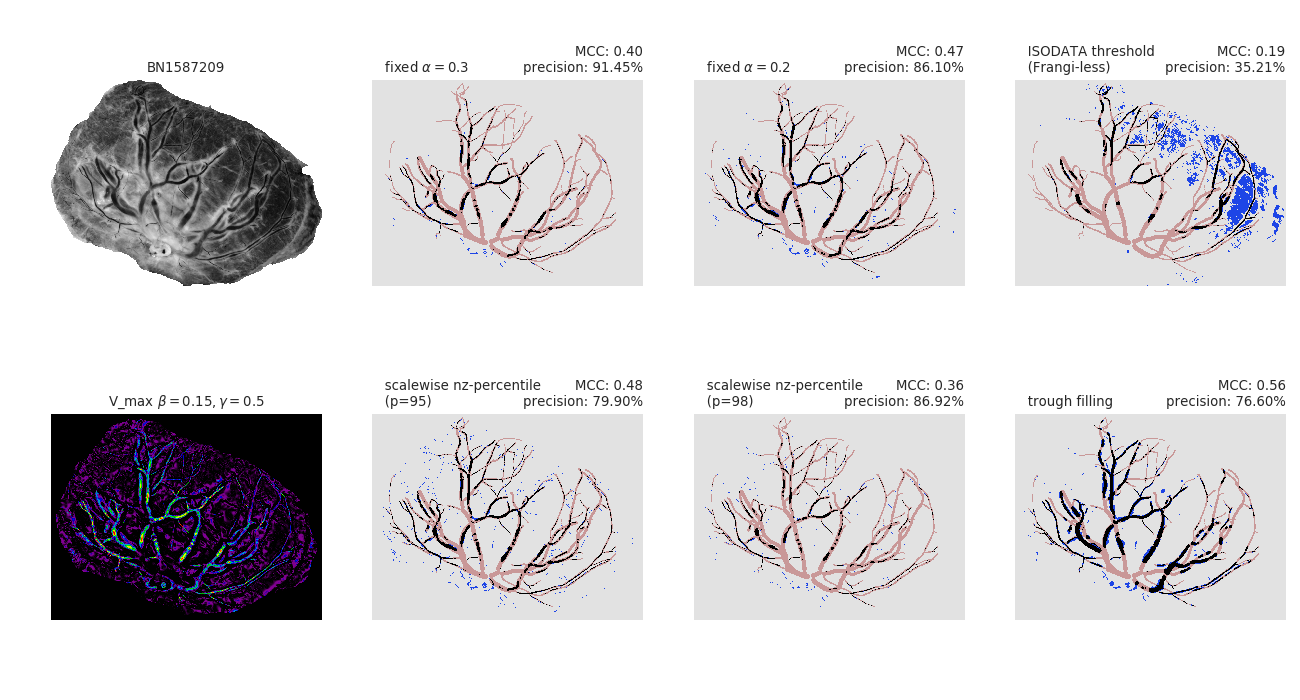 BN1587209
MCC: 0.40
fixed α = 0.3 precision: 91.45%
MCC: 0.47
fixed α = 0.2 precision: 86.10%
ISODATA threshold MCC: 0.19
(Frangi-less) precision: 35.21%
V_max β = 0.15, γ = 0.5
scalewise nz-percentile MCC: 0.48
(p=95) precision: 79.90%
scalewise nz-percentile MCC: 0.36
(p=98) precision: 86.92%
MCC: 0.56
trough filling precision: 76.60%